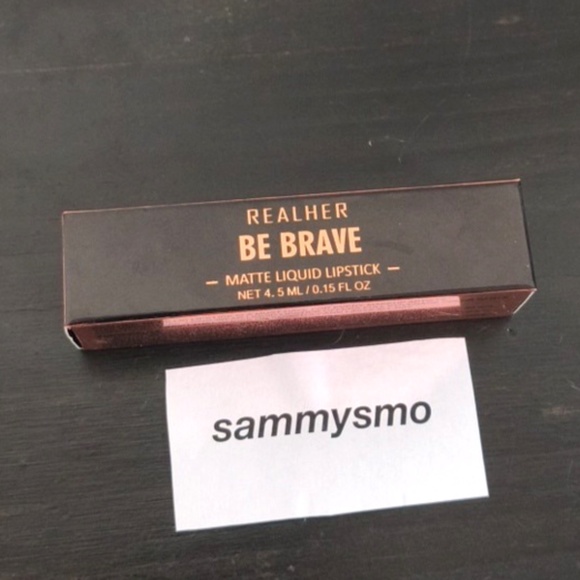 REALHER
BE BRAVE
— MATTE LIQUID LIPSTICK —
NET 4.5 ML / 0.15 FL OZ
sammysmo